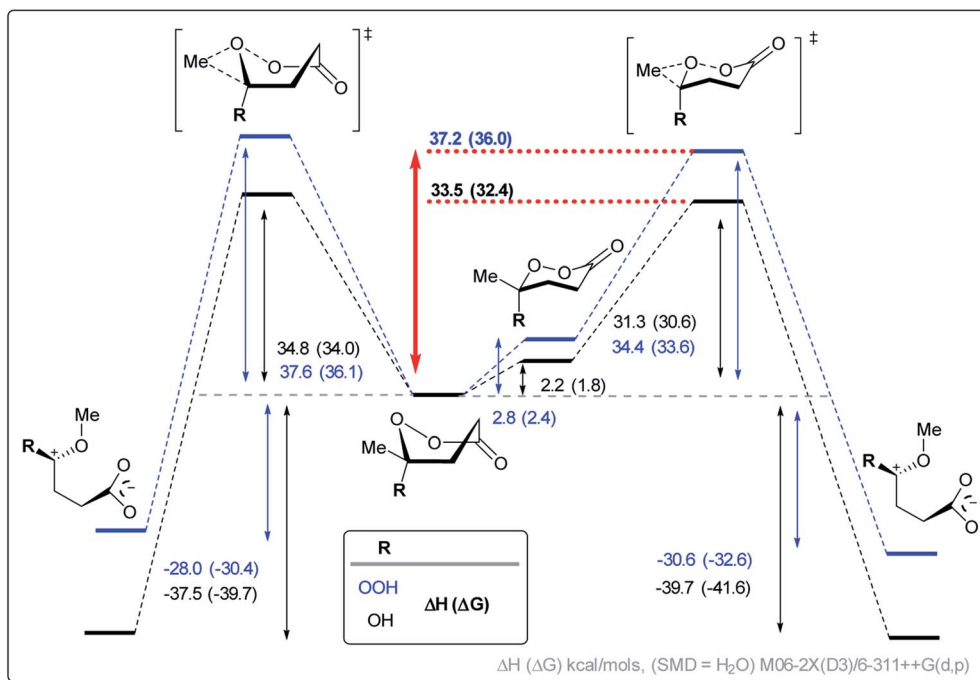 ‡
‡
Me
O
O
O
R
O
Me
O
O
R
37.2 (36.0)
33.5 (32.4)
O
O
O
Me
R
31.3 (30.6)
34.4 (33.6)
34.8 (34.0)
37.6 (36.1)
2.2 (1.8)
2.8 (2.4)
Me
R
O
+
O
O
−
O
O
Me
O
R
Me
R
O
+
O
O
−
-28.0 (-30.4)
-37.5 (-39.7)
R
OOH
OH
ΔH (ΔG)
-30.6 (-32.6)
-39.7 (-41.6)
ΔH (ΔG) kcal/mols, (SMD = H₂O) M06-2X(D3)/6-311++G(d,p)